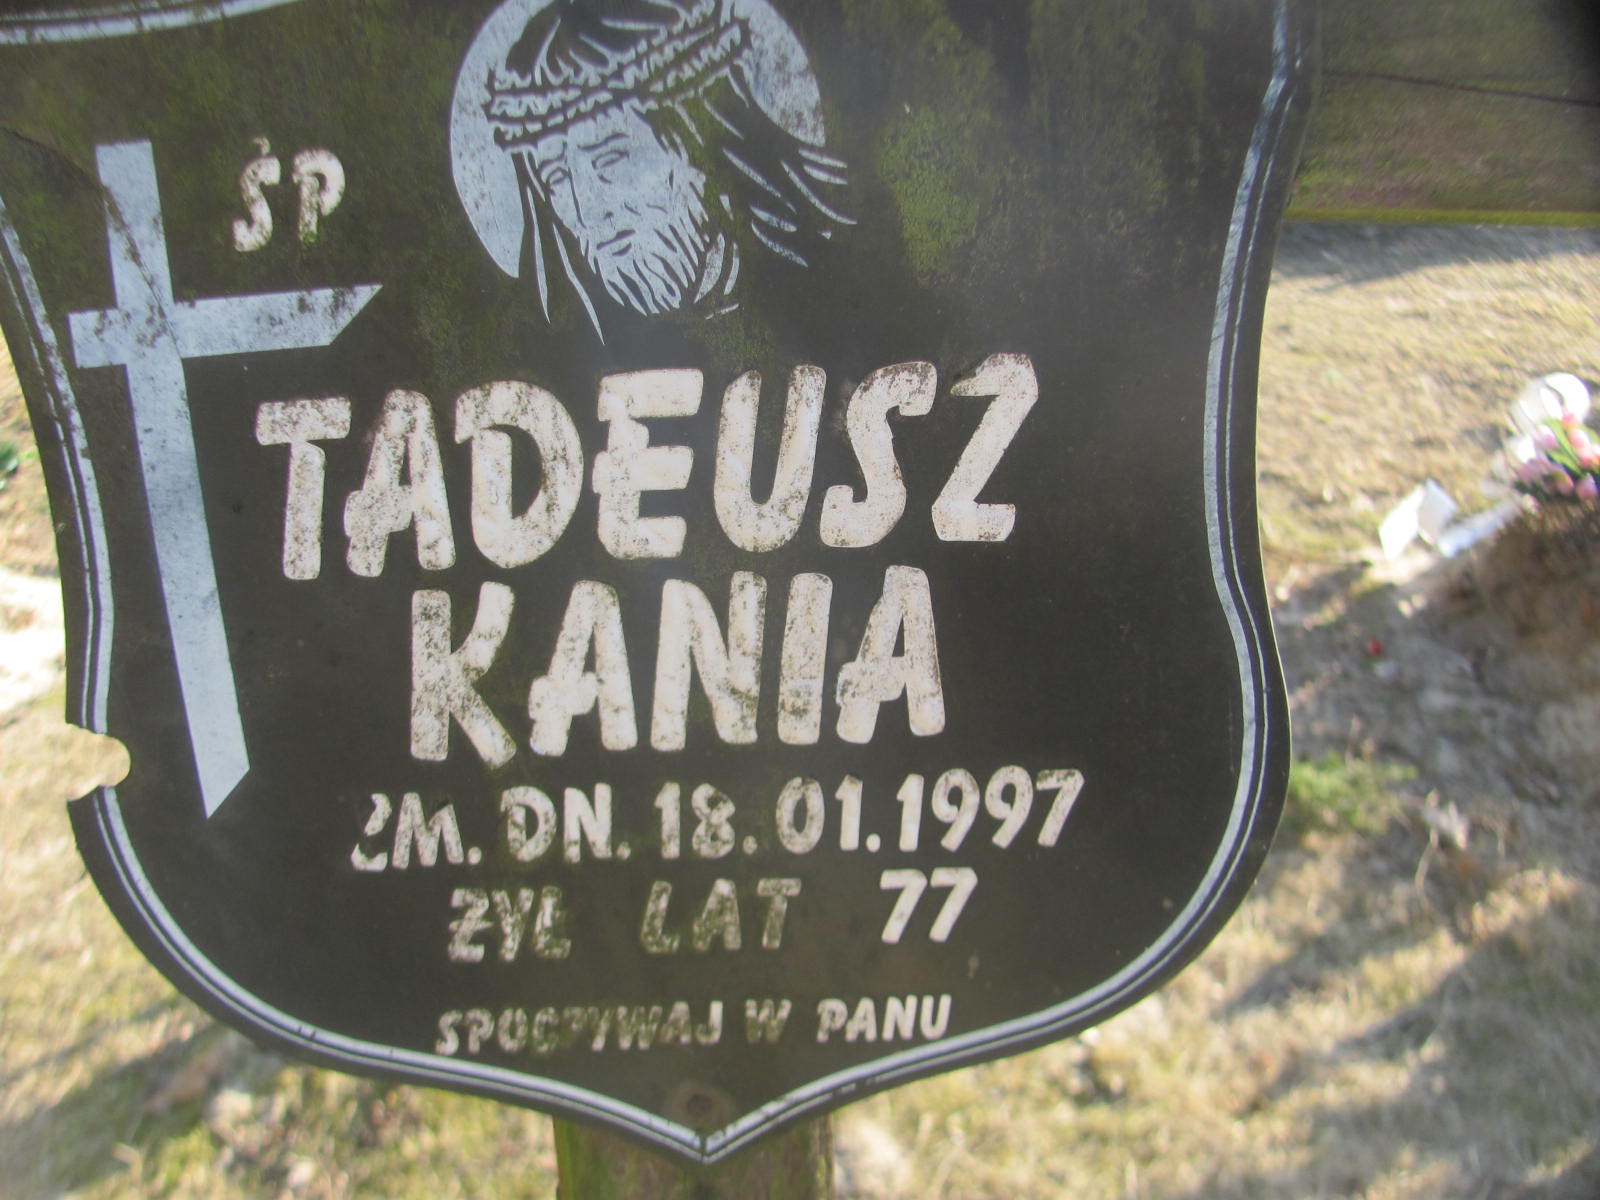 ŚP
TADEUSZ
KANIA
ZM. DN. 18.01.1997
ŻYŁ LAT 77
SPOCZYWAJ W PANU